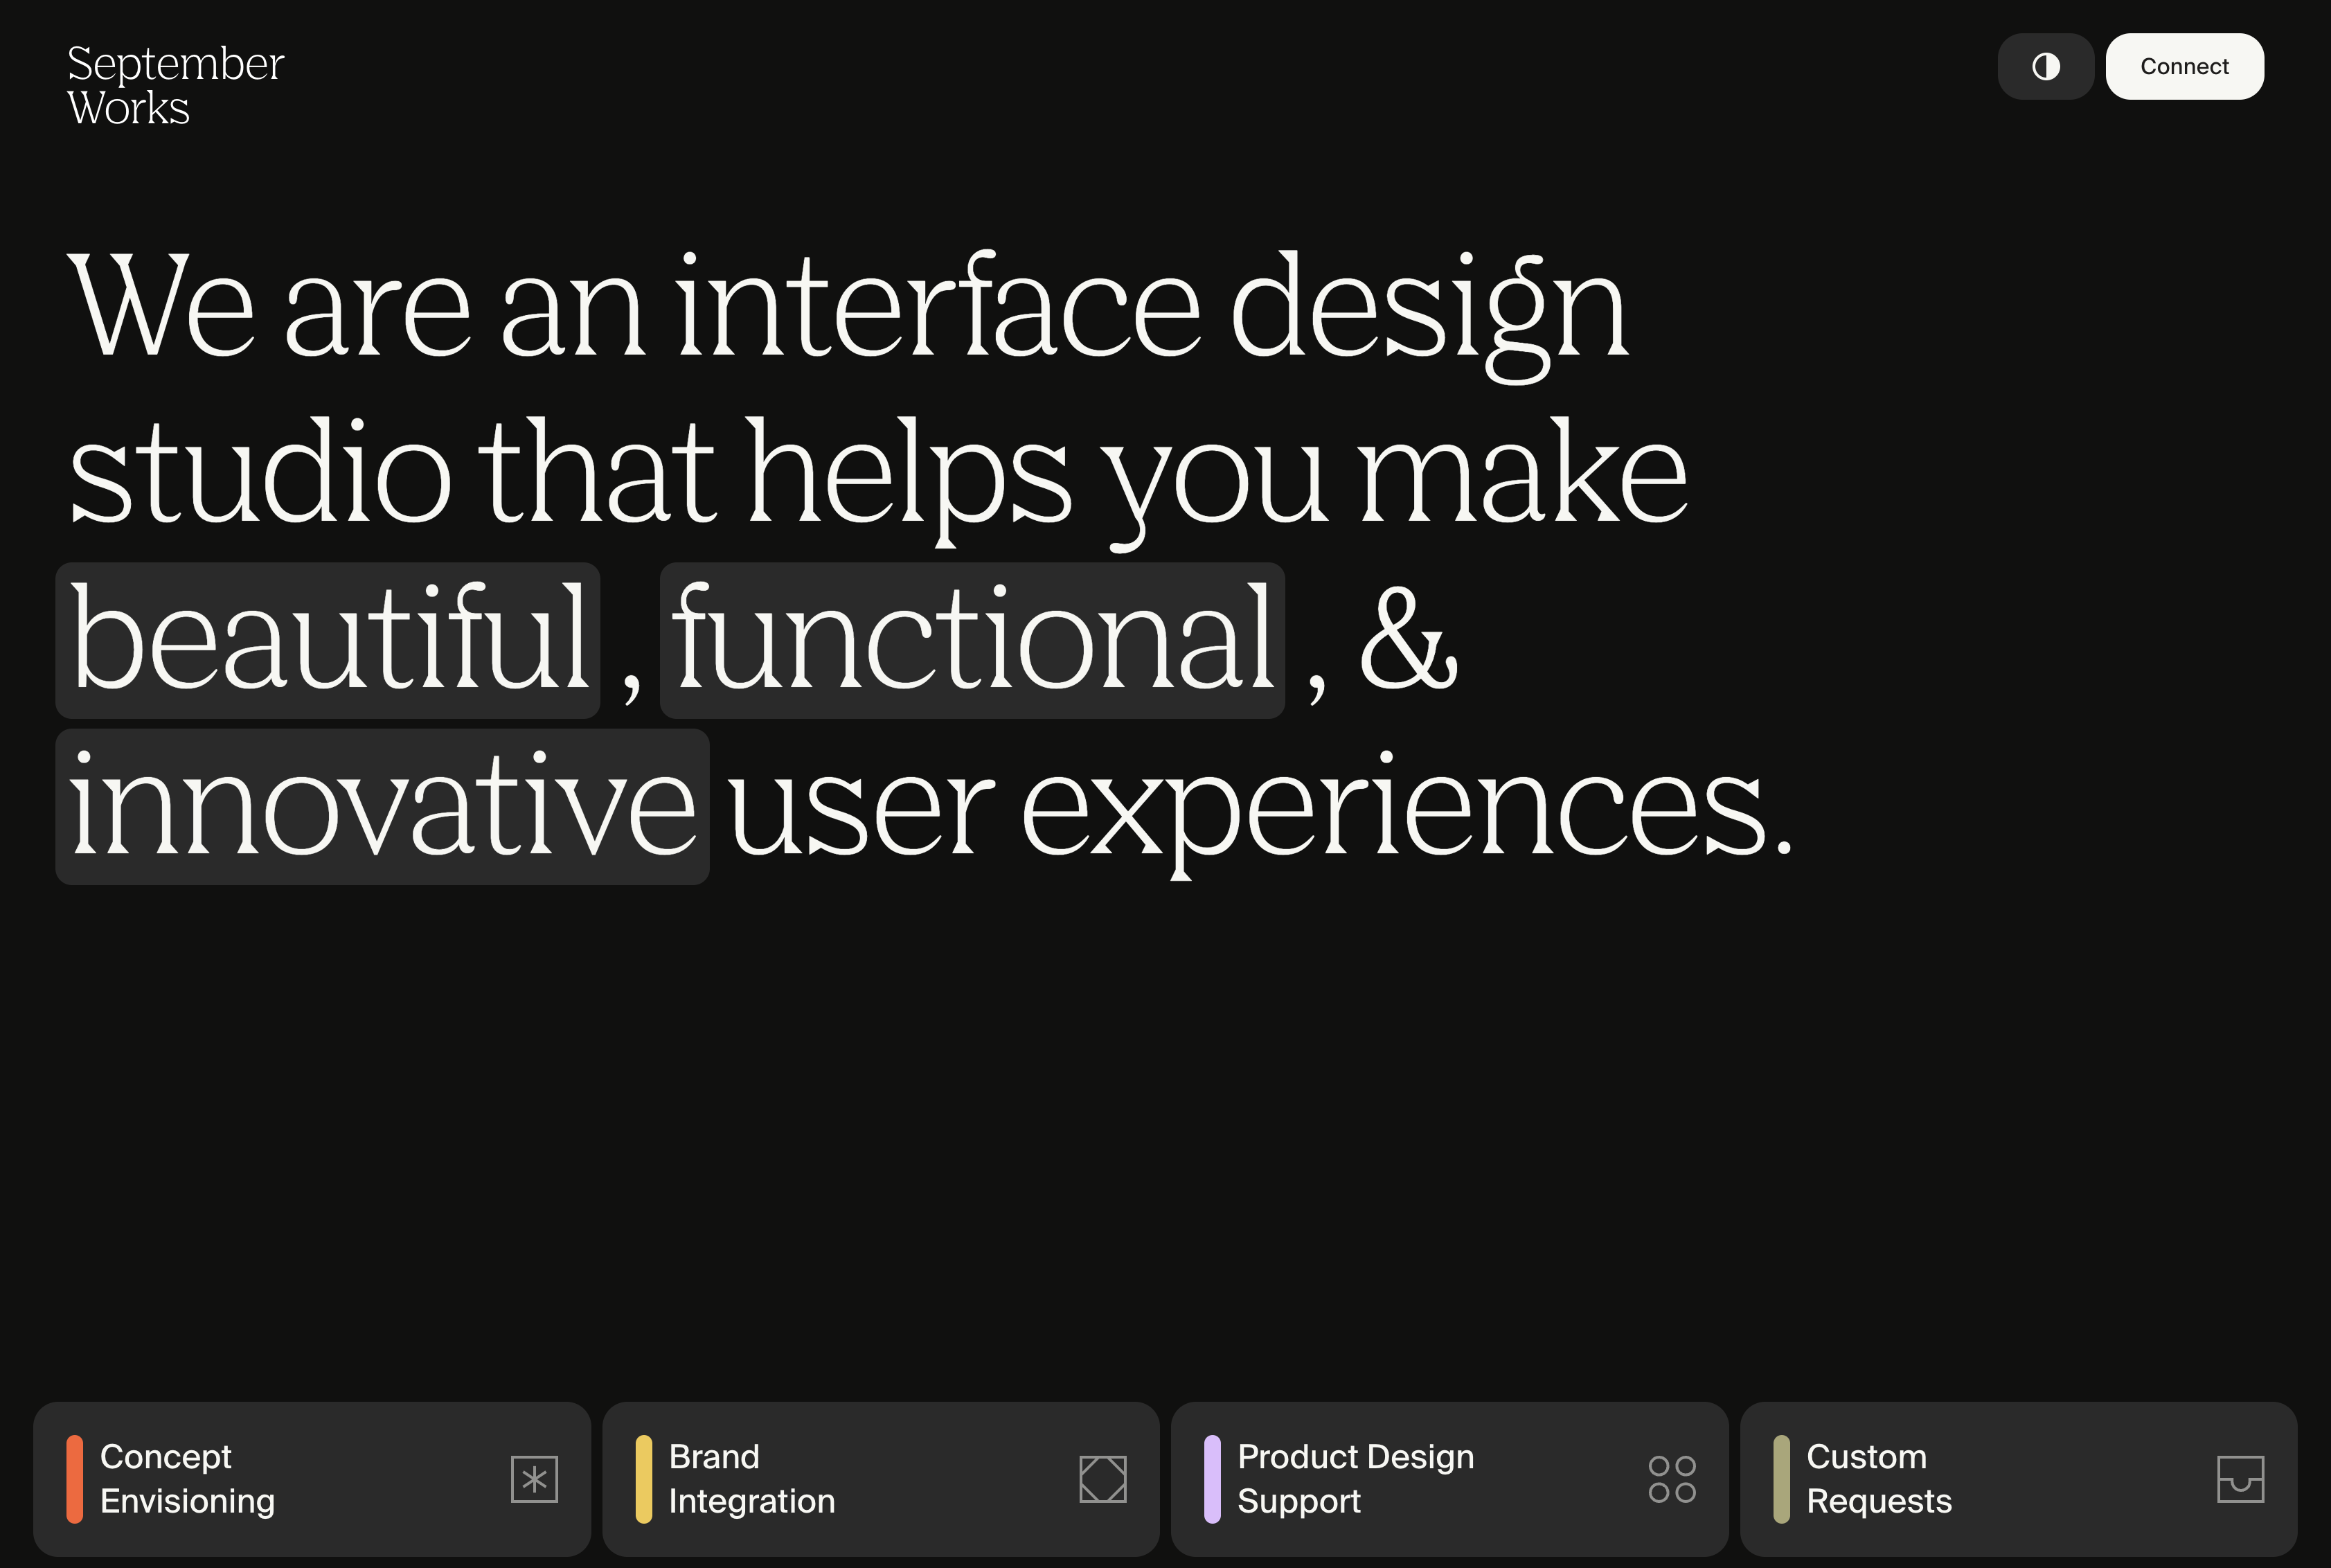 September
Works
Connect
We are an interface design
studio that helps you make
beautiful , functional , &
innovative user experiences.
Concept
Envisioning
Brand
Integration
Product Design
Support
Custom
Requests